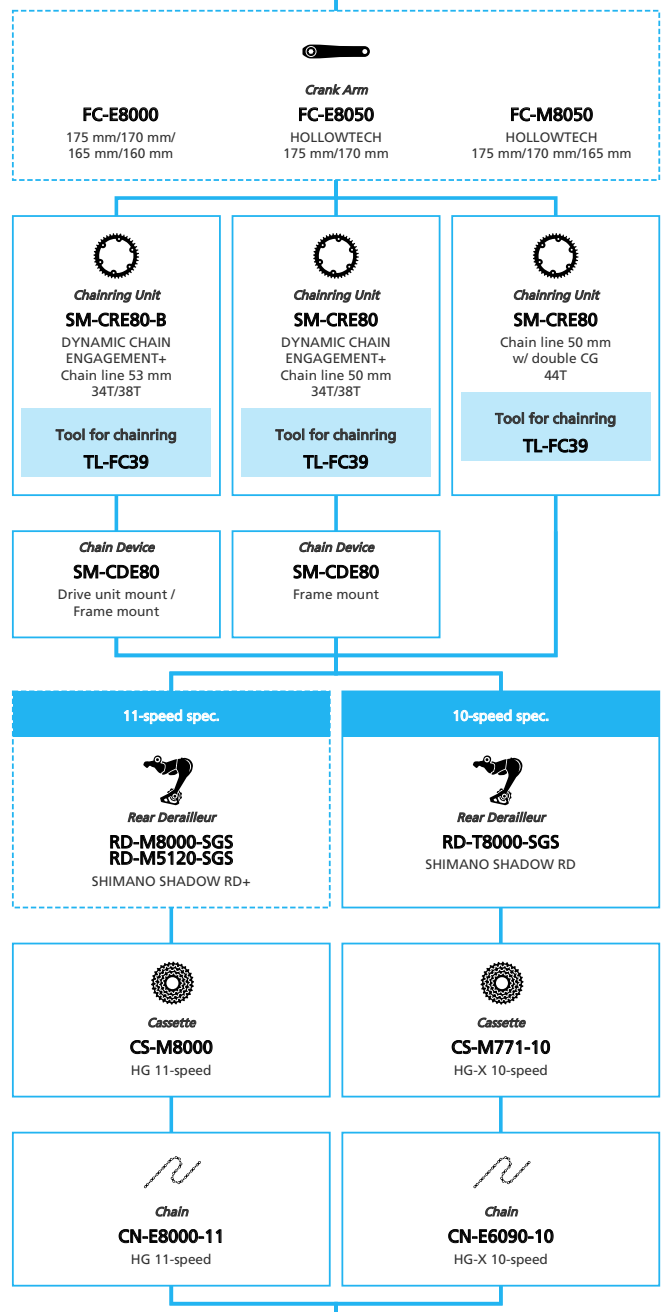 Crank Arm
FC-E8000
175 mm/170 mm/
165 mm/160 mm
FC-E8050
HOLLOWTECH
175 mm/170 mm
FC-M8050
HOLLOWTECH
175 mm/170 mm/165 mm
Chainring Unit
SM-CRE80-B
DYNAMIC CHAIN
ENGAGEMENT+
Chain line 53 mm
34T/38T
Tool for chainring
TL-FC39
Chainring Unit
SM-CRE80
DYNAMIC CHAIN
ENGAGEMENT+
Chain line 50 mm
34T/38T
Tool for chainring
TL-FC39
Chainring Unit
SM-CRE80
Chain line 50 mm
w/ double CG
44T
Tool for chainring
TL-FC39
Chain Device
SM-CDE80
Drive unit mount /
Frame mount
Chain Device
SM-CDE80
Frame mount
11-speed spec.
Rear Derailleur
RD-M8000-SGS
RD-M5120-SGS
SHIMANO SHADOW RD+
10-speed spec.
Rear Derailleur
RD-T8000-SGS
SHIMANO SHADOW RD
Cassette
CS-M8000
HG 11-speed
Cassette
CS-M771-10
HG-X 10-speed
Chain
CN-E8000-11
HG 11-speed
Chain
CN-E6090-10
HG-X 10-speed